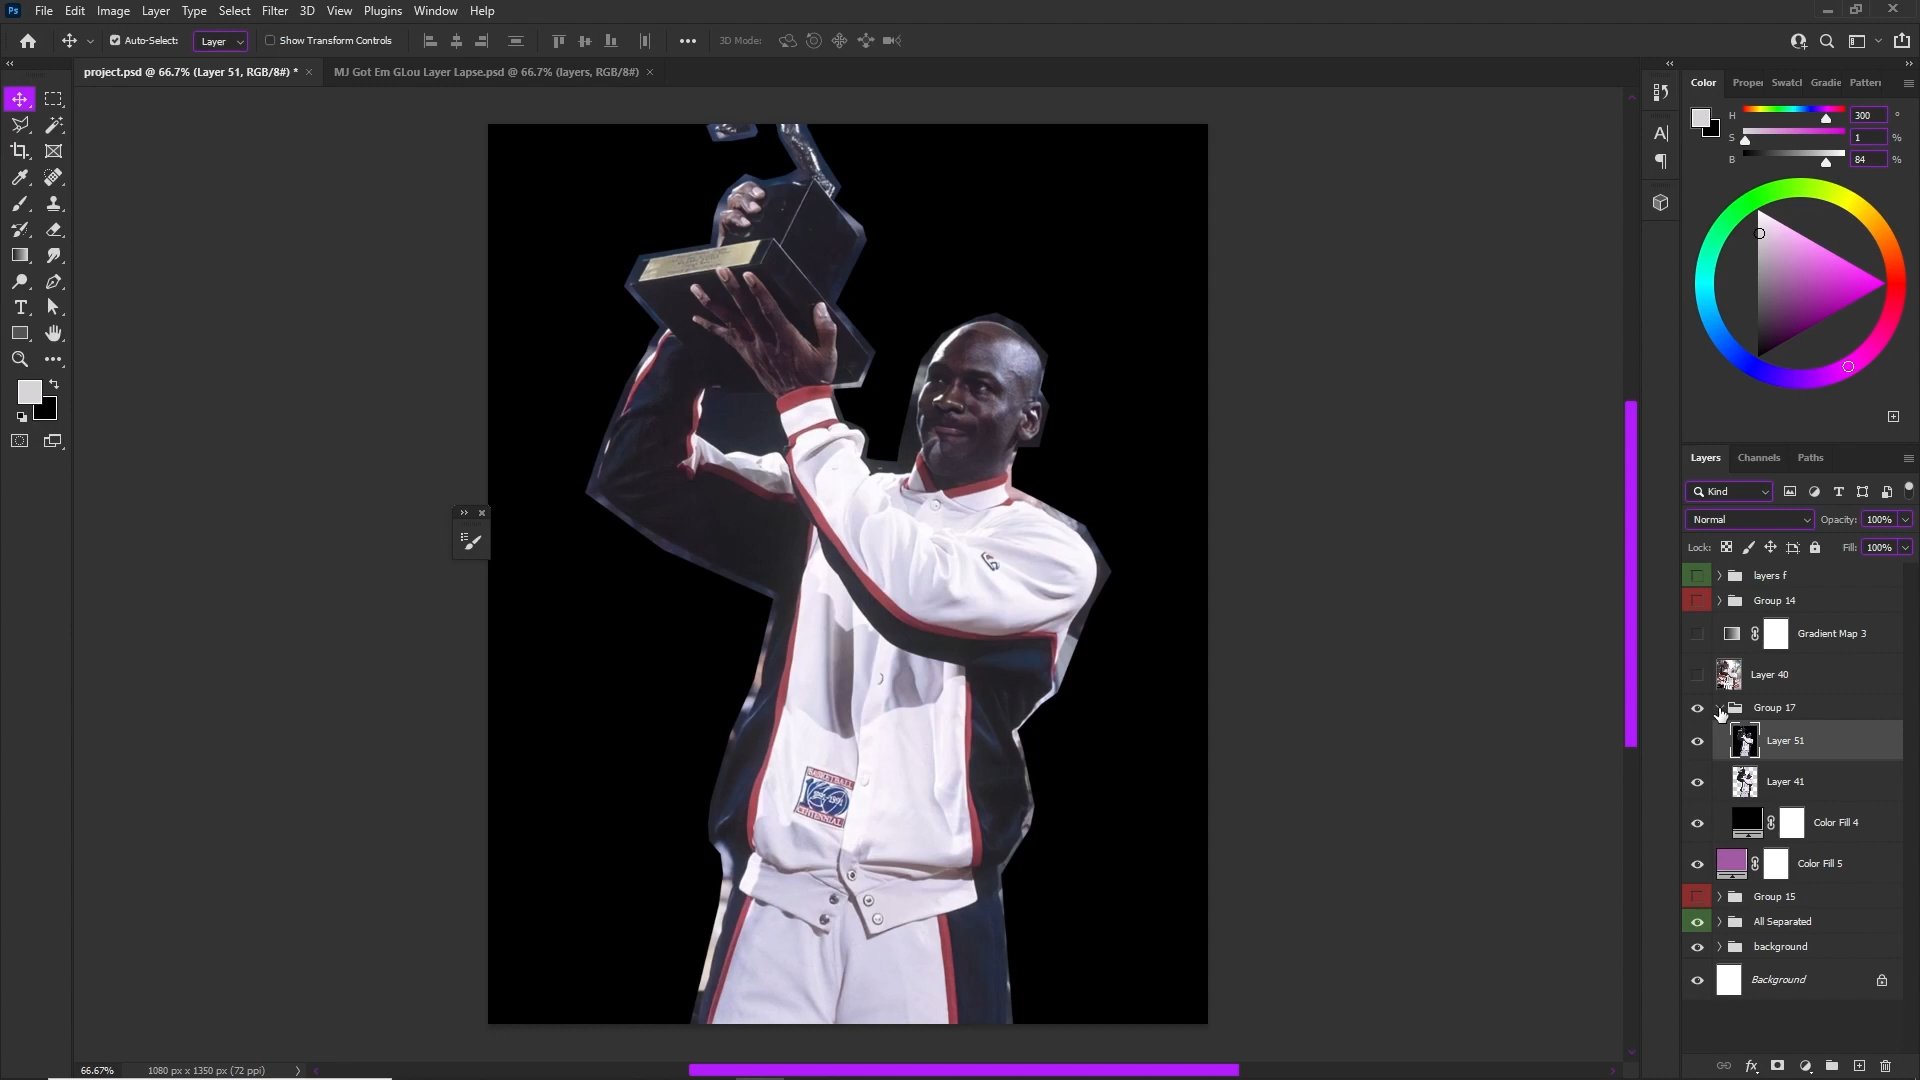 Ps File Edit Image Layer Type Select Filter 3D View Plugins Window Help
Auto-Select: Layer Show Transform Controls 3D Mode:
project.psd @ 66.7% (Layer 51, RGB/8#) * MJ Got Em GLou Layer Lapse.psd @ 66.7% (layers, RGB/8#)
Color Proper Swatcl Gradie Pattern
H 300 °
S 1 %
B 84 %
Layers Channels Paths
Kind
Normal Opacity: 100%
Lock: Fill: 100%
layers f
Group 14
Gradient Map 3
Layer 40
Group 17
Layer 51
Layer 41
Color Fill 4
Color Fill 5
Group 15
All Separated
background
Background
BASKETBALL
CENTENNIAL
66.67% 1080 px x 1350 px (72 ppi)